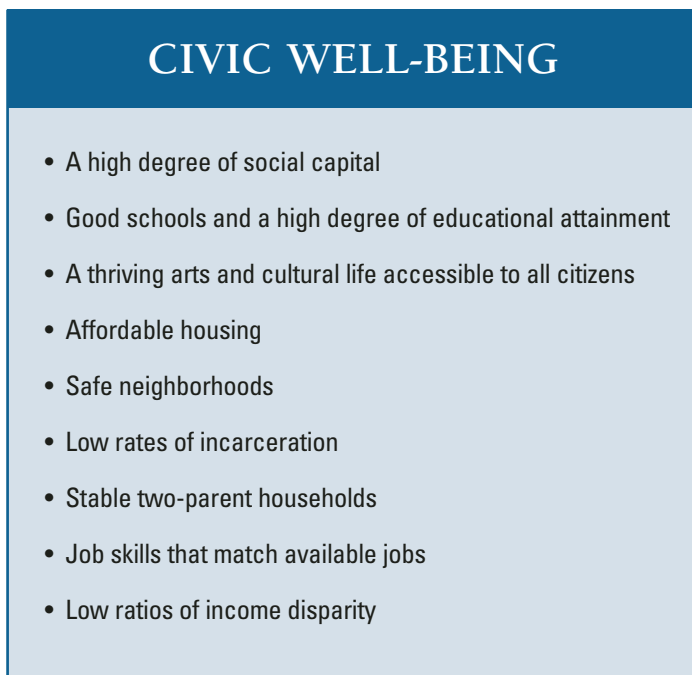 CIVIC WELL-BEING
• A high degree of social capital
• Good schools and a high degree of educational attainment
• A thriving arts and cultural life accessible to all citizens
• Affordable housing
• Safe neighborhoods
• Low rates of incarceration
• Stable two-parent households
• Job skills that match available jobs
• Low ratios of income disparity